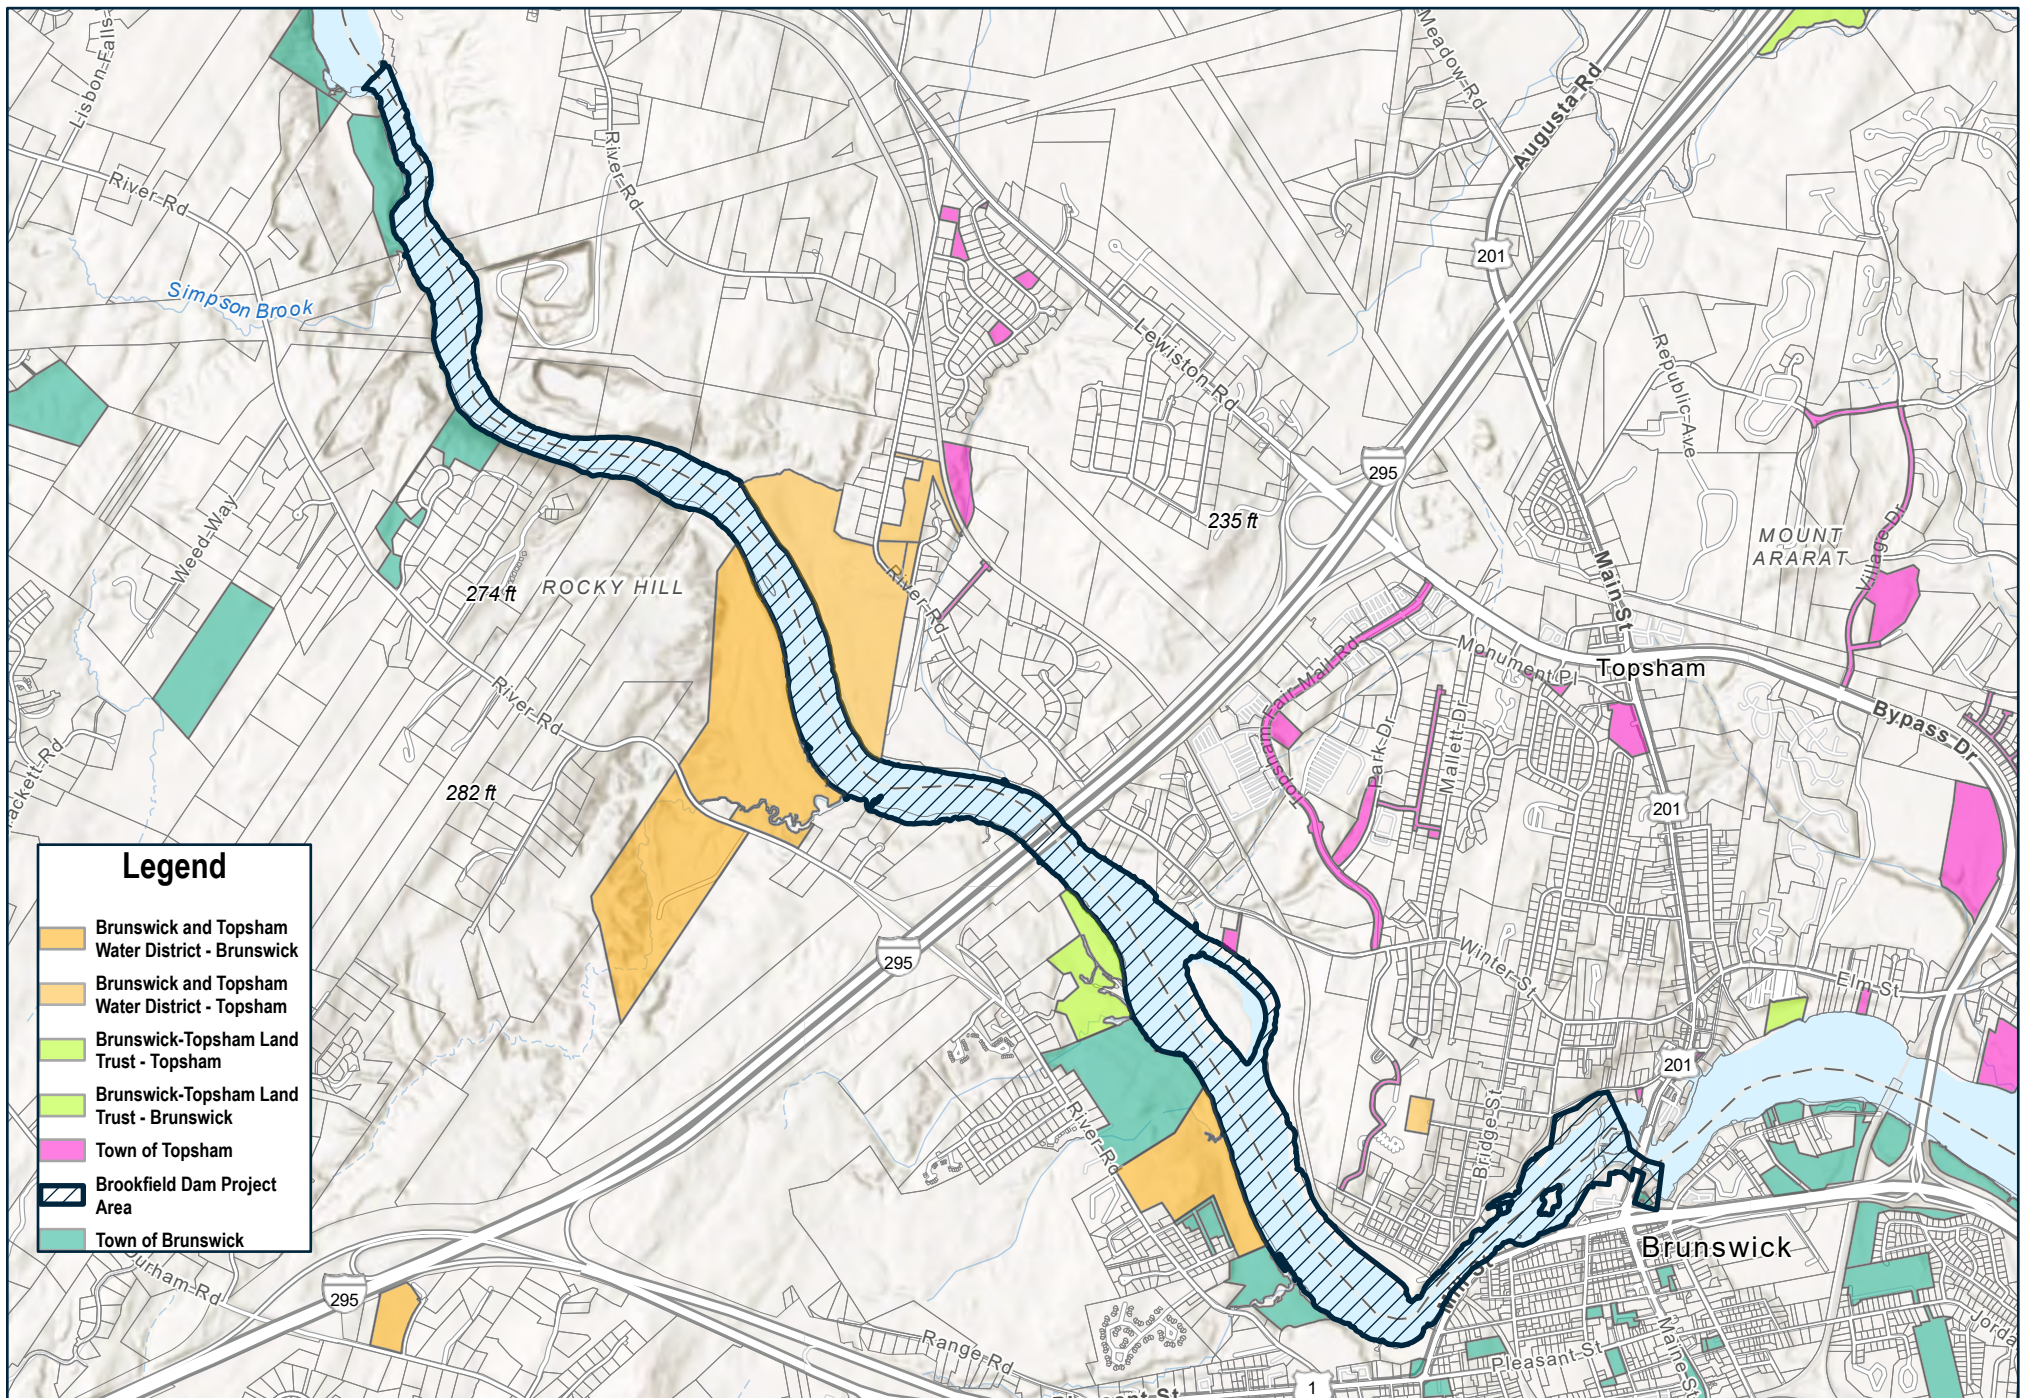 Lisbon Falls
Meadow Rd
Augusta Rd
River Rd
River Rd
201
Simpson Brook
Lewiston Rd
Republic Ave
295
Weed Way
235 ft
MOUNT
ARARAT
Village Dr
Main St
274 ft
ROCKY HILL
River Rd
Topsham Fair Mall Rd
Monument Pl
Topsham
River Rd
Park Dr
Mallett Dr
Bypass Dr
282 ft
201
Legend
Brunswick and Topsham
Water District - Brunswick
Brunswick and Topsham
Water District - Topsham
Brunswick-Topsham Land
Trust - Topsham
Brunswick-Topsham Land
Trust - Brunswick
Town of Topsham
Brookfield Dam Project
Area
Town of Brunswick
295
Winter St
Elm St
201
River Rd
Bridge St
Brunswick
Durham Rd
295
Mill St
Range Rd
Pleasant St
Maine St
1